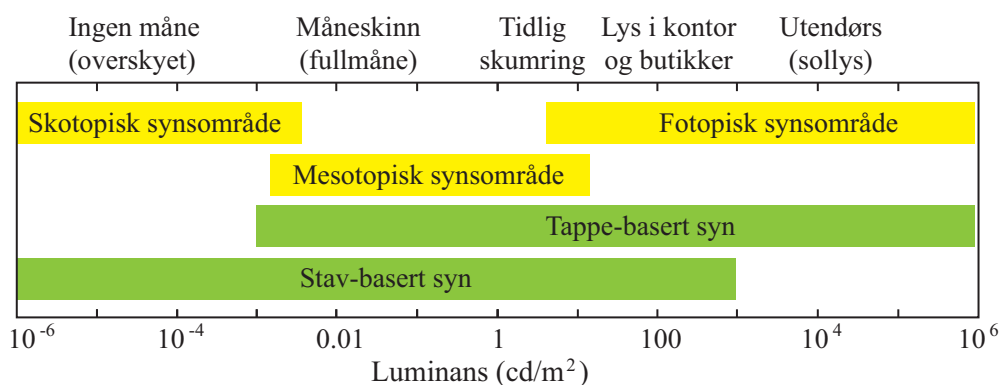 Ingen måne
(overskyet)
Måneskinn
(fullmåne)
Tidlig
skumring
Lys i kontor
og butikker
Utendørs
(sollys)
Skotopisk synsområde
Fotopisk synsområde
Mesotopisk synsområde
Tappe-basert syn
Stav-basert syn
10⁻⁶ 10⁻⁴ 0.01 1 100 10⁴ 10⁶
Luminans (cd/m²)